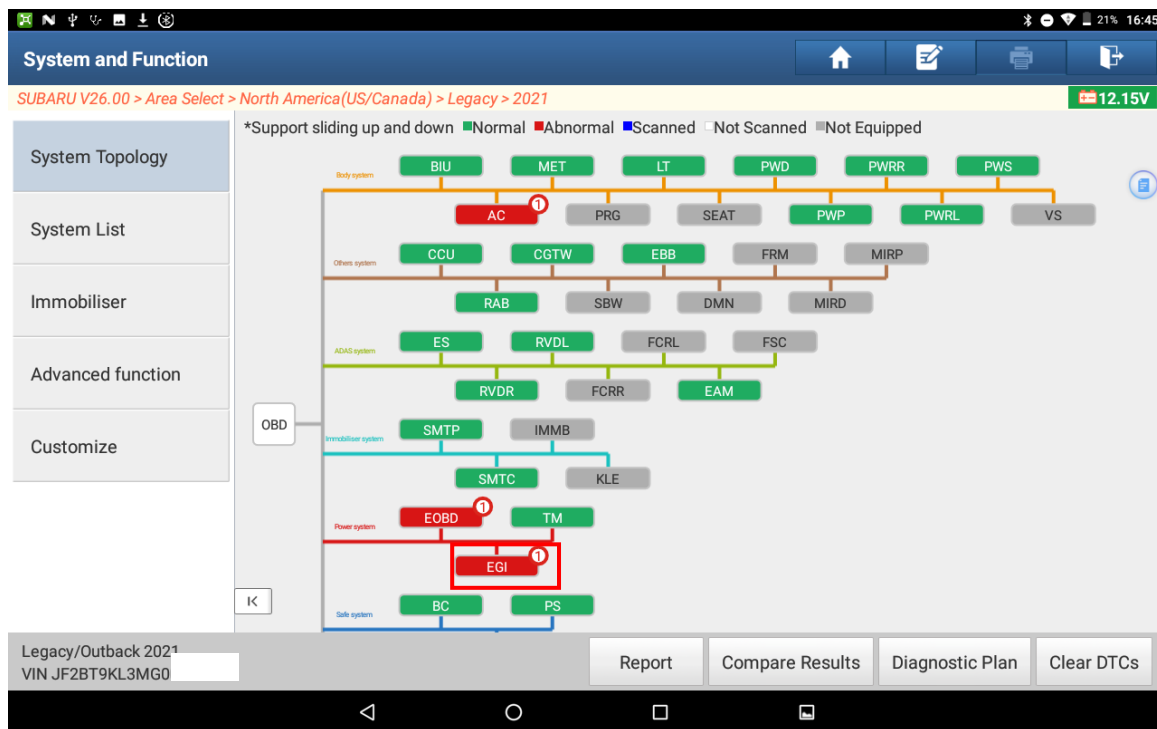 21% 16:45
System and Function
SUBARU V26.00 > Area Select > North America(US/Canada) > Legacy > 2021
12.15V
*Support sliding up and down Normal Abnormal Scanned Not Scanned Not Equipped
System Topology
System List
Immobiliser
Advanced function
Customize
OBD
Body system
BIU MET LT PWD PWRR PWS
AC 1 PRG SEAT PWP PWRL VS
Others system
CCU CGTW EBB FRM MIRP
RAB SBW DMN MIRD
ADAS system
ES RVDL FCRL FSC
RVDR FCRR EAM
Immobiliser system
SMTP IMMB
SMTC KLE
Power system
EOBD 1 TM
EGI 1
Safe system
BC PS
Legacy/Outback 2021
VIN JF2BT9KL3MG0
Report Compare Results Diagnostic Plan Clear DTCs